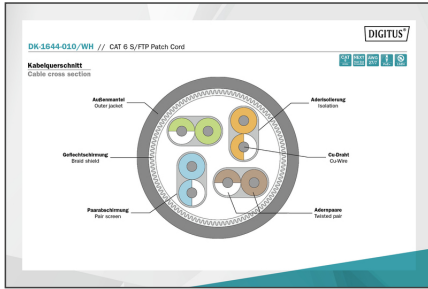 DIGITUS®
DK-1644-010/WH // CAT 6 S/FTP Patch Cord
Kabelquerschnitt
Cable cross section
Außenmantel
Outer jacket
Aderisolierung
Isolation
Geflechtschirmung
Braid shield
Cu-Draht
Cu-Wire
Paarabschirmung
Pair screen
Adernpaare
Twisted pair